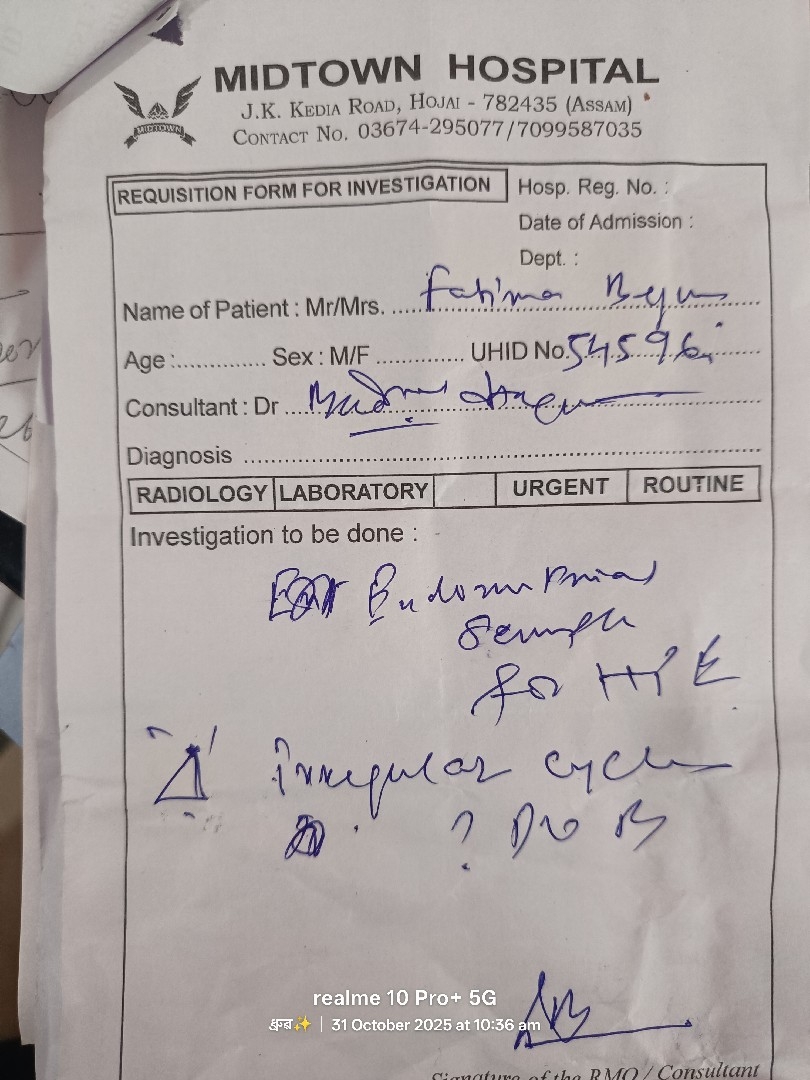 MIDTOWN HOSPITAL
MIDTOWN
J.K. KEDIA ROAD, HOJAI - 782435 (ASSAM)
CONTACT NO. 03674-295077/7099587035
REQUISITION FORM FOR INVESTIGATION
Hosp. Reg. No. :
Date of Admission :
Dept. :
Name of Patient : Mr/Mrs. Fatima Begum
Age : Sex : M/F UHID No. 54596
Consultant : Dr
Diagnosis
RADIOLOGY LABORATORY URGENT ROUTINE
Investigation to be done :
Endometrial
Sample
for HPE
Δ irregular cycle
?
realme 10 Pro+ 5G
ধ্রুব✨ | 31 October 2025 at 10:36 am
Signature of the RMO / Consultant